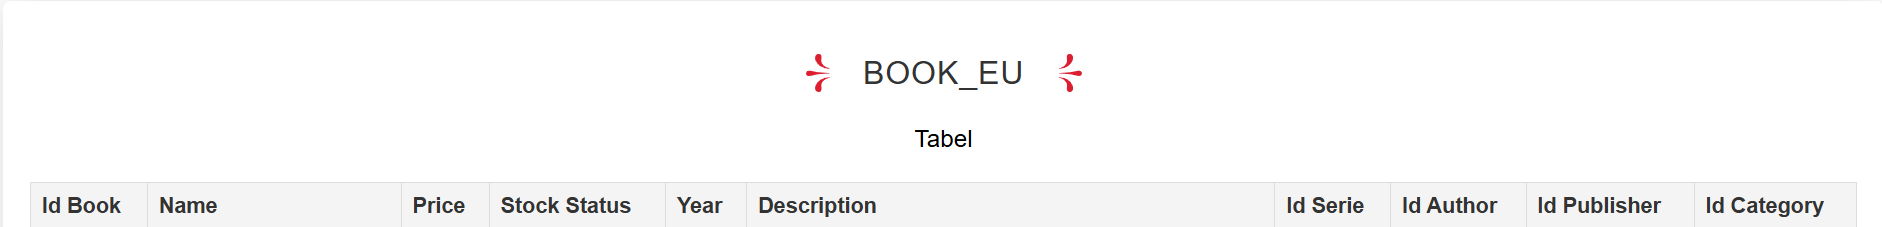 BOOK_EU
Tabel
Id Book Name Price Stock Status Year Description Id Serie Id Author Id Publisher Id Category